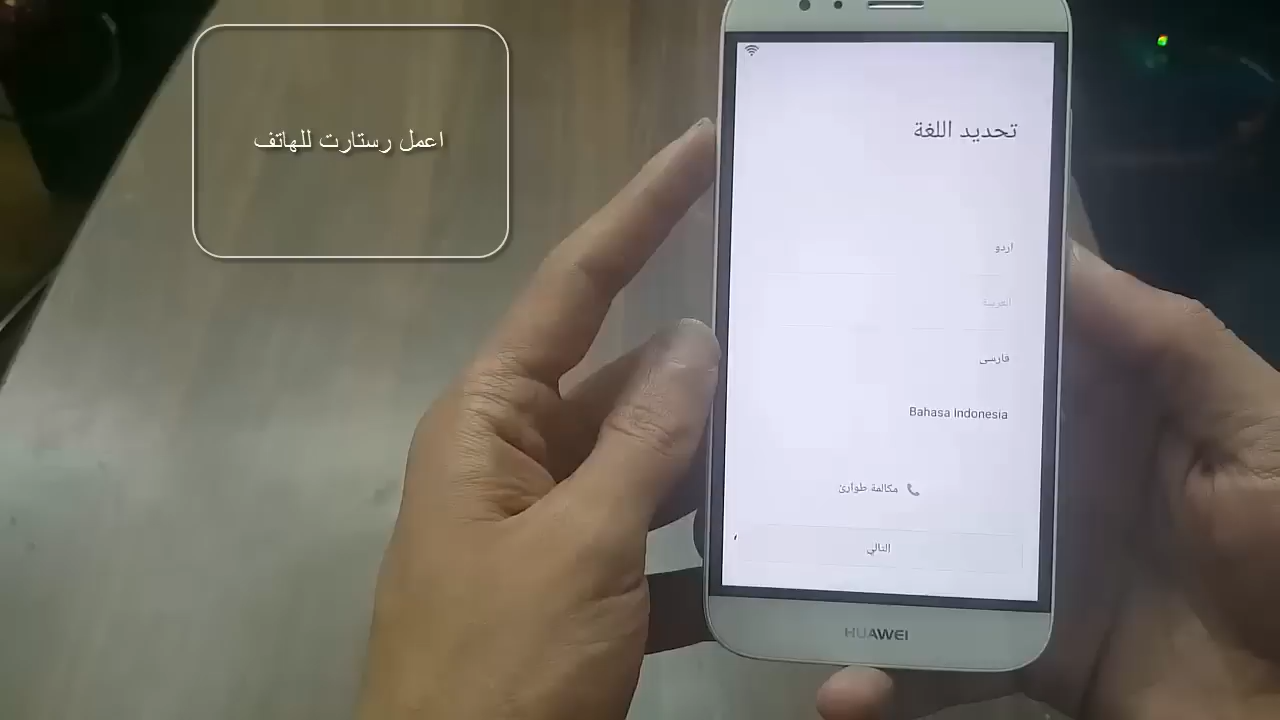 اعمل رستارت للهاتف
تحديد اللغة
اردو
العربية
فارسی
Bahasa Indonesia
مكالمة طوارئ
التالي
HUAWEI